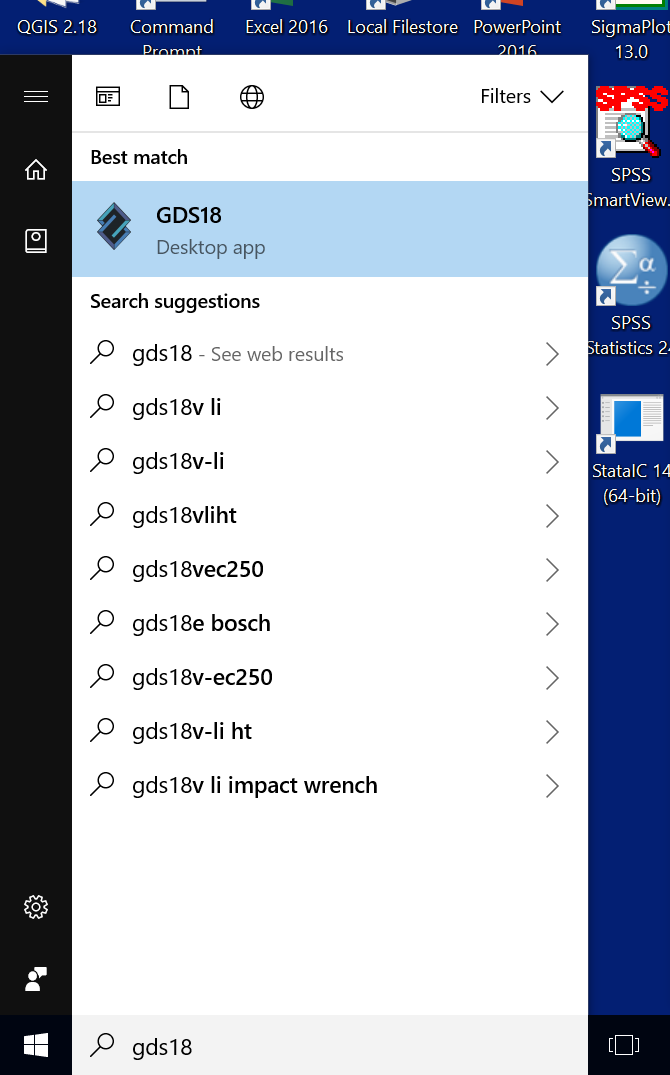 QGIS 2.18
Command
Prompt
Excel 2016
Local Filestore
PowerPoint
2016
SigmaPlot
13.0
Filters
Best match
GDS18
Desktop app
Search suggestions
gds18 - See web results
gds18v li
gds18v-li
gds18vliht
gds18vec250
gds18e bosch
gds18v-ec250
gds18v-li ht
gds18v li impact wrench
SPSS
SPSS
SmartView.
Σα÷
SPSS
Statistics 24
StataIC 14
(64-bit)
gds18